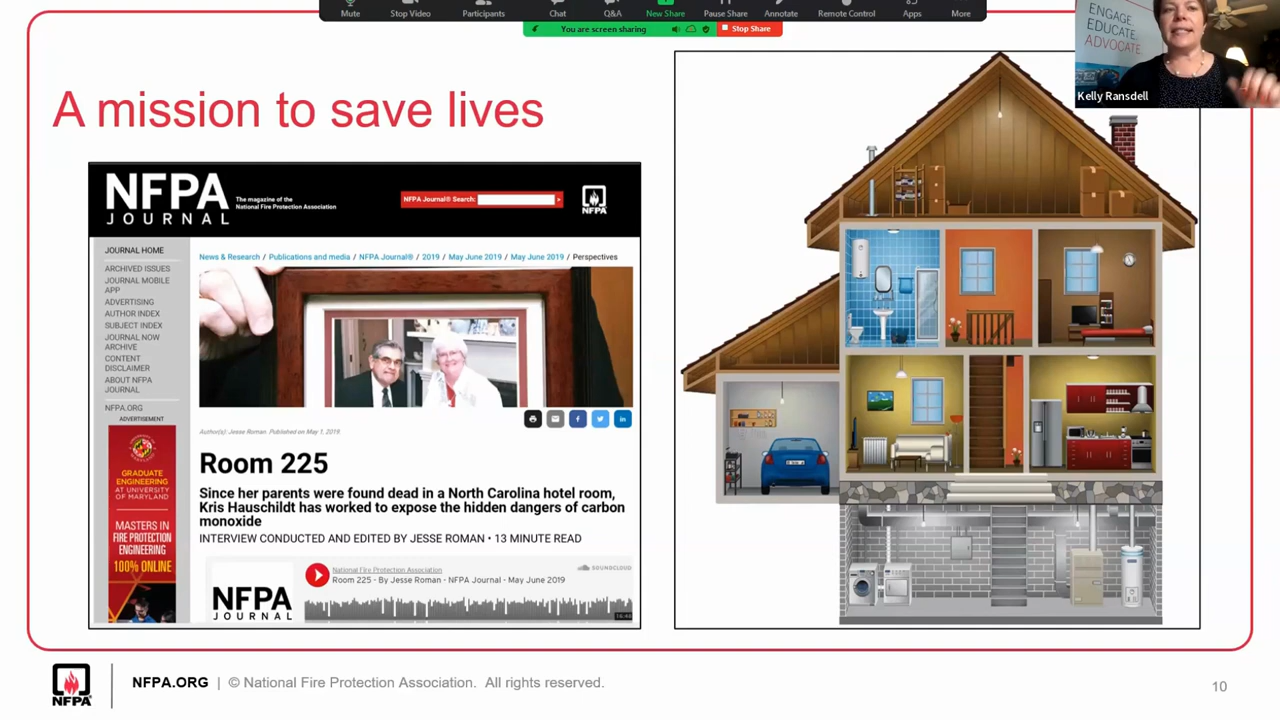 Mute
Stop Video
Participants
Chat
Q&A
New Share
Pause Share
Annotate
Remote Control
Apps
More
You are screen sharing
Stop Share
ENGAGE.
EDUCATE.
ADVOCATE.
Kelly Ransdell
A mission to save lives
NFPA
JOURNAL
The magazine of the
National Fire Protection Association
NFPA Journal® Search:
NFPA
JOURNAL HOME
ARCHIVED ISSUES
JOURNAL MOBILE
APP
ADVERTISING
AUTHOR INDEX
SUBJECT INDEX
JOURNAL NOW
ARCHIVE
CONTENT
DISCLAIMER
ABOUT NFPA
JOURNAL
NFPA.ORG
ADVERTISEMENT
GRADUATE
ENGINEERING
AT UNIVERSITY
OF MARYLAND
MASTERS IN
FIRE PROTECTION
ENGINEERING
100% ONLINE
News & Research / Publications and media / NFPA Journal® / 2019 / May June 2019 / May June 2019 / Perspectives
Author(s): Jesse Roman. Published on May 1, 2019.
Room 225
Since her parents were found dead in a North Carolina hotel room,
Kris Hauschildt has worked to expose the hidden dangers of carbon
monoxide
INTERVIEW CONDUCTED AND EDITED BY JESSE ROMAN • 13 MINUTE READ
NFPA
JOURNAL
National Fire Protection Association
Room 225 - By Jesse Roman - NFPA Journal - May June 2019
SOUNDCLOUD
NFPA
NFPA.ORG | © National Fire Protection Association. All rights reserved.
10